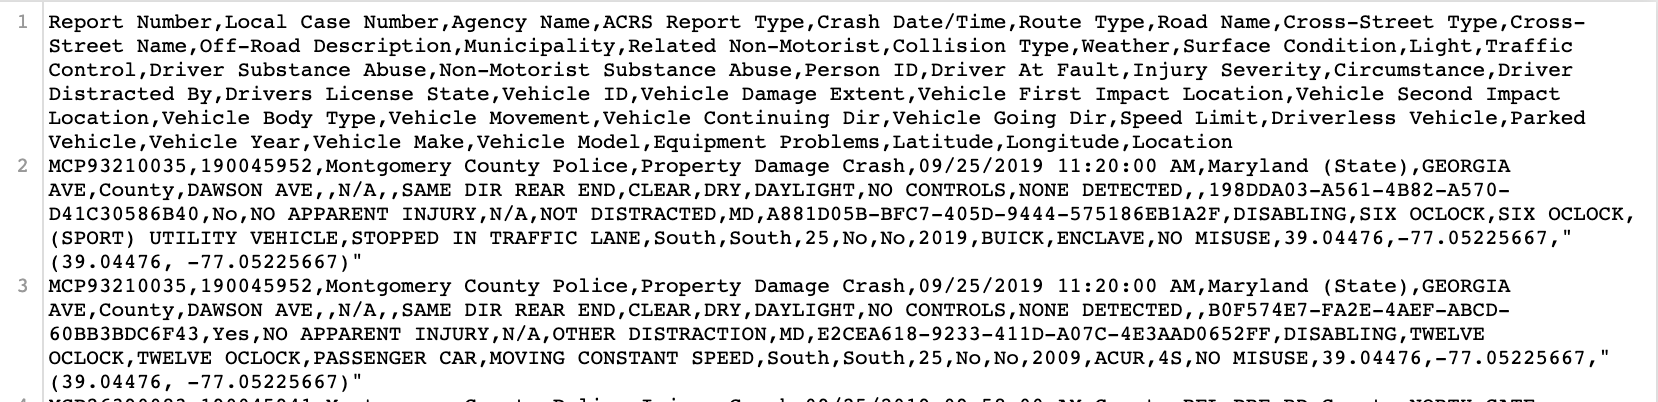 1 Report Number,Local Case Number,Agency Name,ACRS Report Type,Crash Date/Time,Route Type,Road Name,Cross-Street Type,Cross-
Street Name,Off-Road Description,Municipality,Related Non-Motorist,Collision Type,Weather,Surface Condition,Light,Traffic
Control,Driver Substance Abuse,Non-Motorist Substance Abuse,Person ID,Driver At Fault,Injury Severity,Circumstance,Driver
Distracted By,Drivers License State,Vehicle ID,Vehicle Damage Extent,Vehicle First Impact Location,Vehicle Second Impact
Location,Vehicle Body Type,Vehicle Movement,Vehicle Continuing Dir,Vehicle Going Dir,Speed Limit,Driverless Vehicle,Parked
Vehicle,Vehicle Year,Vehicle Make,Vehicle Model,Equipment Problems,Latitude,Longitude,Location
2 MCP93210035,190045952,Montgomery County Police,Property Damage Crash,09/25/2019 11:20:00 AM,Maryland (State),GEORGIA
AVE,County,DAWSON AVE,,N/A,,SAME DIR REAR END,CLEAR,DRY,DAYLIGHT,NO CONTROLS,NONE DETECTED,,198DDA03-A561-4B82-A570-
D41C30586B40,No,NO APPARENT INJURY,N/A,NOT DISTRACTED,MD,A881D05B-BFC7-405D-9444-575186EB1A2F,DISABLING,SIX OCLOCK,SIX OCLOCK,
(SPORT) UTILITY VEHICLE,STOPPED IN TRAFFIC LANE,South,South,25,No,No,2019,BUICK,ENCLAVE,NO MISUSE,39.04476,-77.05225667,"
(39.04476, -77.05225667)"
3 MCP93210035,190045952,Montgomery County Police,Property Damage Crash,09/25/2019 11:20:00 AM,Maryland (State),GEORGIA
AVE,County,DAWSON AVE,,N/A,,SAME DIR REAR END,CLEAR,DRY,DAYLIGHT,NO CONTROLS,NONE DETECTED,,B0F574E7-FA2E-4AEF-ABCD-
60BB3BDC6F43,Yes,NO APPARENT INJURY,N/A,OTHER DISTRACTION,MD,E2CEA618-9233-411D-A07C-4E3AAD0652FF,DISABLING,TWELVE
OCLOCK,TWELVE OCLOCK,PASSENGER CAR,MOVING CONSTANT SPEED,South,South,25,No,No,2009,ACUR,4S,NO MISUSE,39.04476,-77.05225667,"
(39.04476, -77.05225667)"